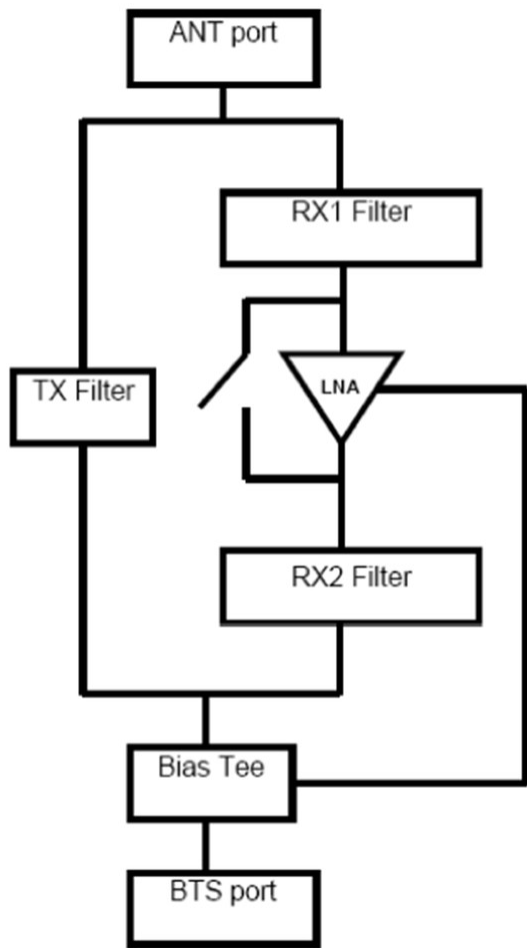 ANT port
RX1 Filter
LNA
TX Filter
RX2 Filter
Bias Tee
BTS port